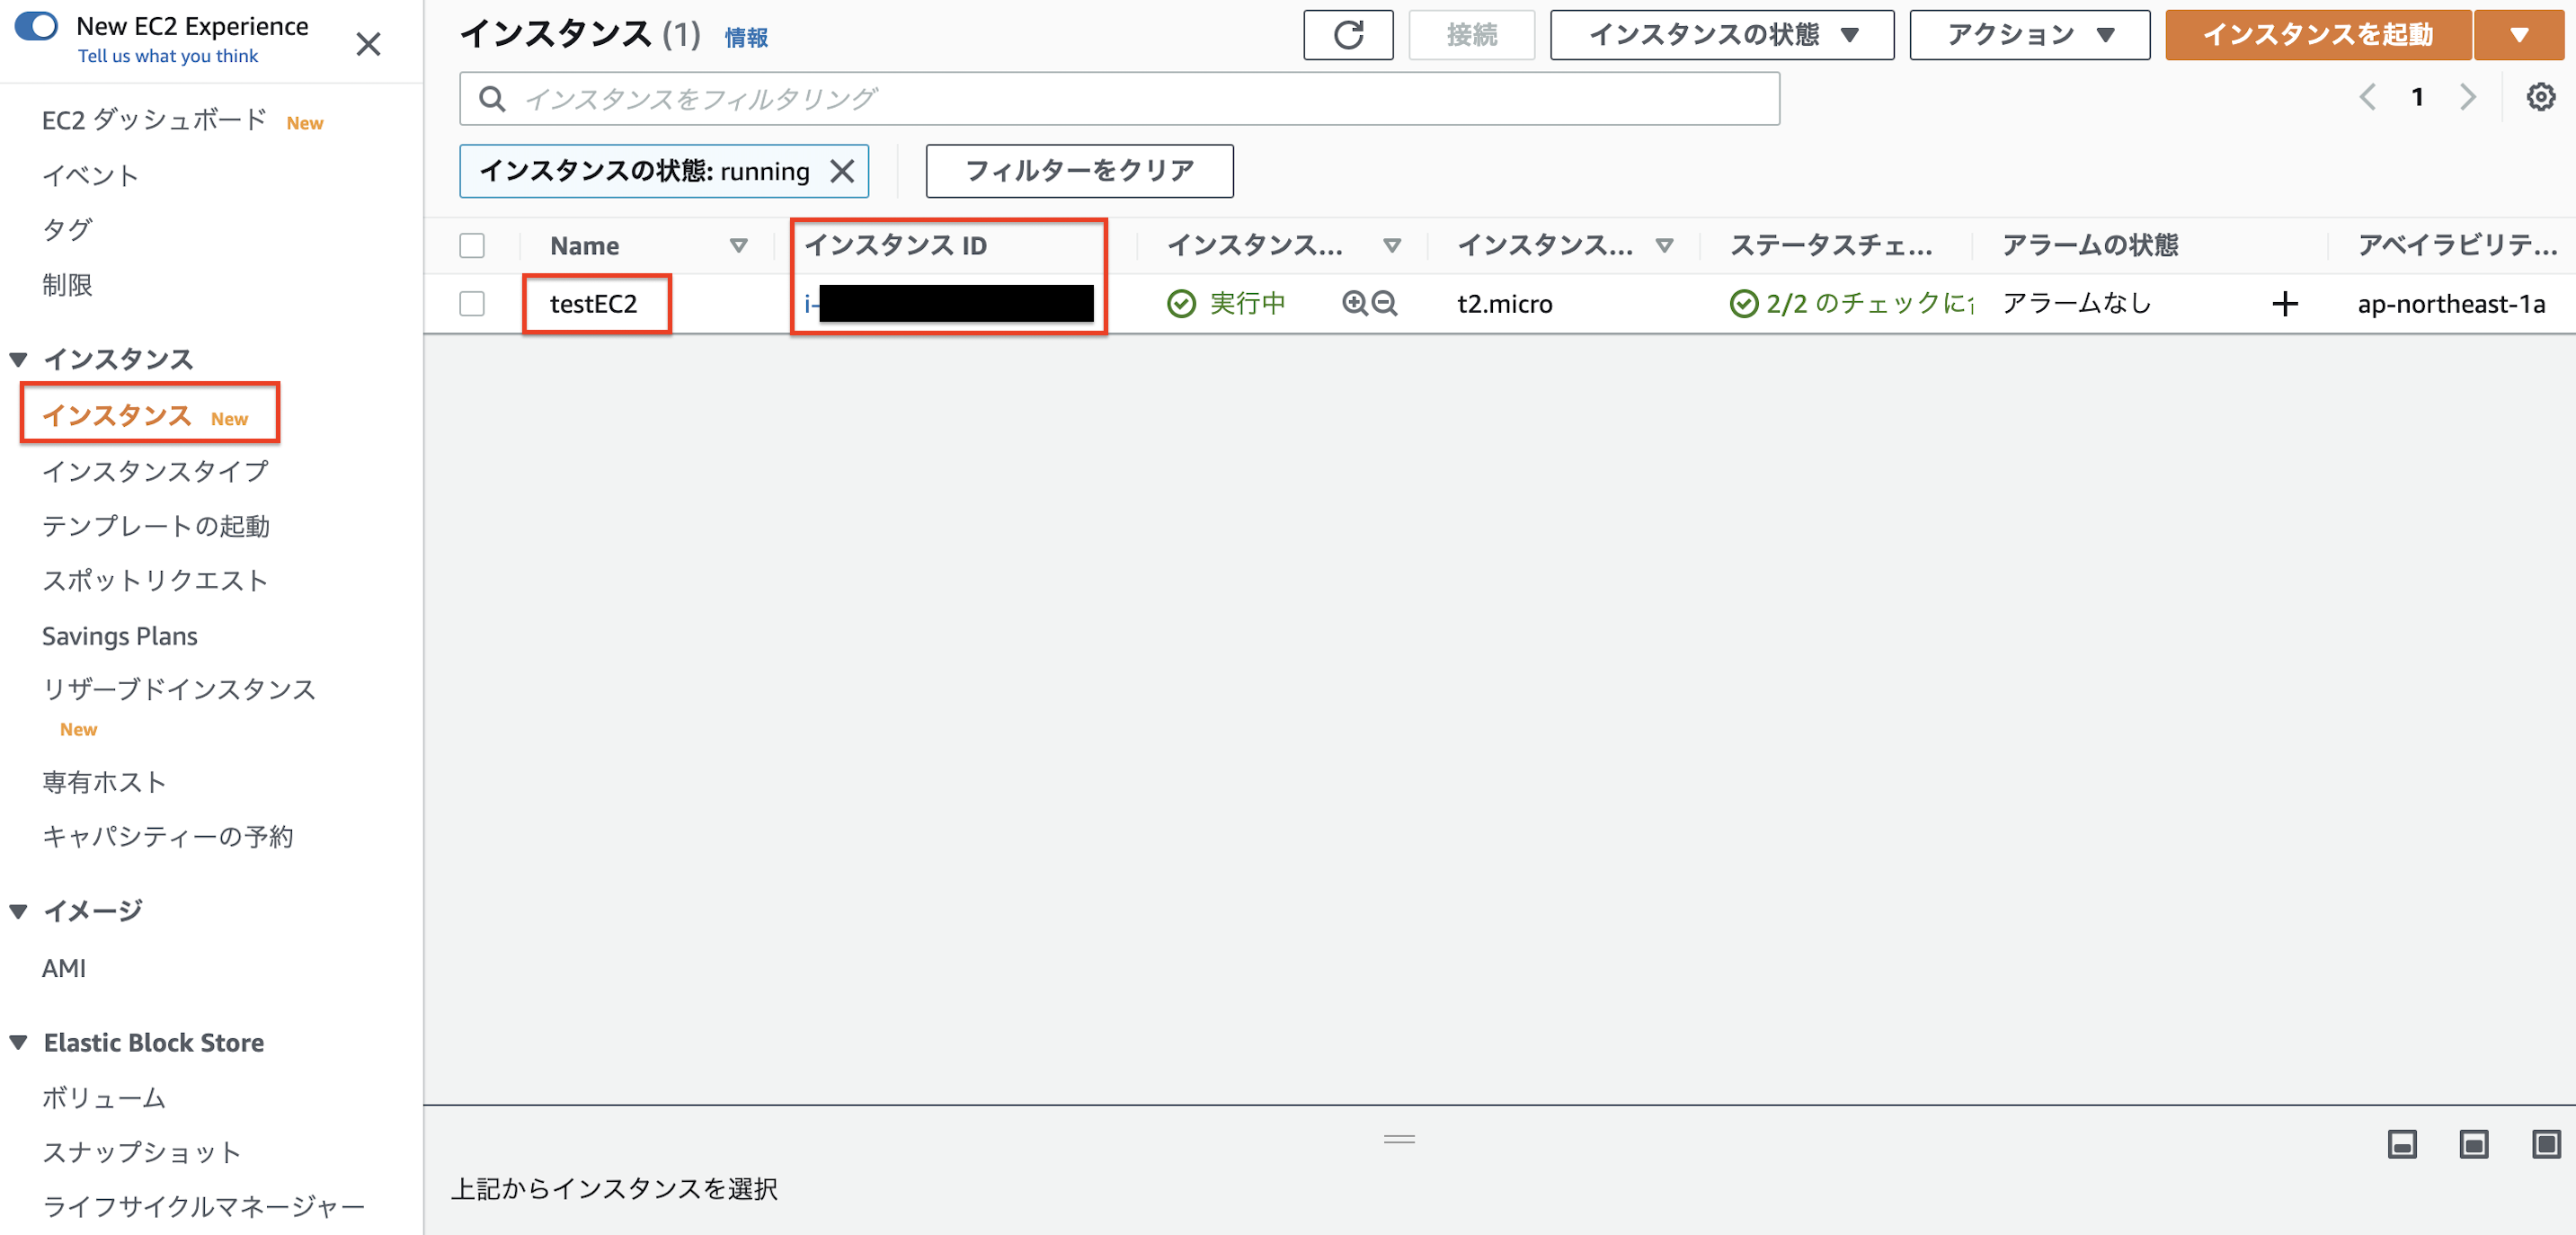 New EC2 Experience
Tell us what you think
EC2 ダッシュボード New
イベント
タグ
制限
インスタンス
インスタンス New
インスタンスタイプ
テンプレートの起動
スポットリクエスト
Savings Plans
リザーブドインスタンス
New
専有ホスト
キャパシティーの予約
イメージ
AMI
Elastic Block Store
ボリューム
スナップショット
ライフサイクルマネージャー
インスタンス (1) 情報
接続
インスタンスの状態
アクション
インスタンスを起動
インスタンスをフィルタリング
1
インスタンスの状態: running
フィルターをクリア
Name インスタンス ID インスタンス... インスタンス... ステータスチェ... アラームの状態 アベイラビリテ...
testEC2 i- 実行中 t2.micro 2/2 のチェックに アラームなし ap-northeast-1a
上記からインスタンスを選択